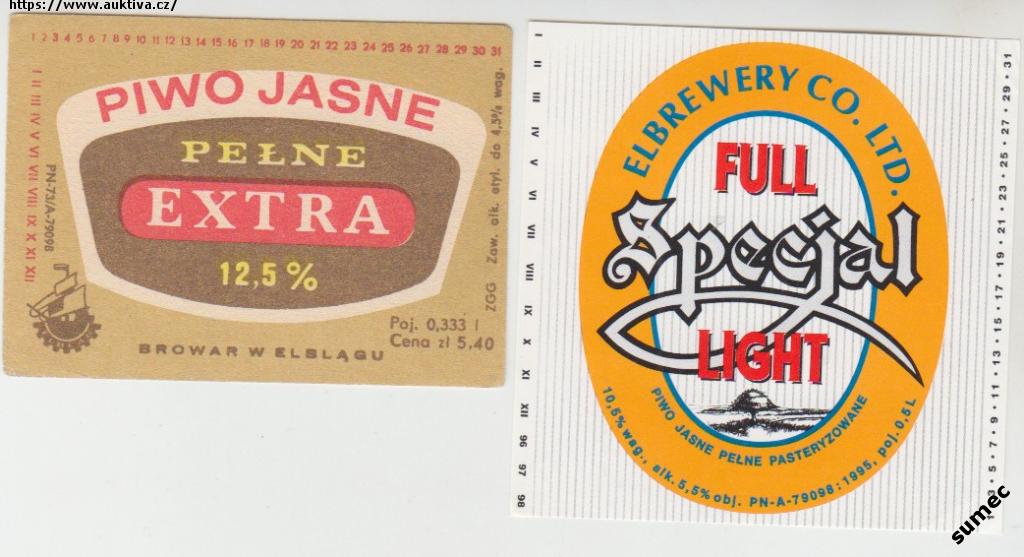 https://www.auktiva.cz/
1 2 3 4 5 6 7 8 9 10 11 12 13 14 15 16 17 18 19 20 21 22 23 24 25 26 27 28 29 30 31
I II III IV V VI VII VIII IX X XI XII
PN-73/A-79098
PIWO JASNE
PEŁNE
EXTRA
12,5 %
Poj. 0,333 l
Cena zł 5,40
BROWAR W ELBLĄGU
ZGG Zaw. alk. etyl. do 4,5% wag.
I II III IV V VI VII VIII IX X XI XII 96 97 98
ELBREWERY CO. LTD.
FULL
Specjal
LIGHT
PIWO JASNE PEŁNE PASTERYZOWANE
10,5% wag., alk. 5,5% obj. PN-A-79098:1995, poj. 0,5 L
1 • 3 • 5 • 7 • 9 • 11 • 13 • 15 • 17 • 19 • 21 • 23 • 25 • 27 • 29 • 31
sumec